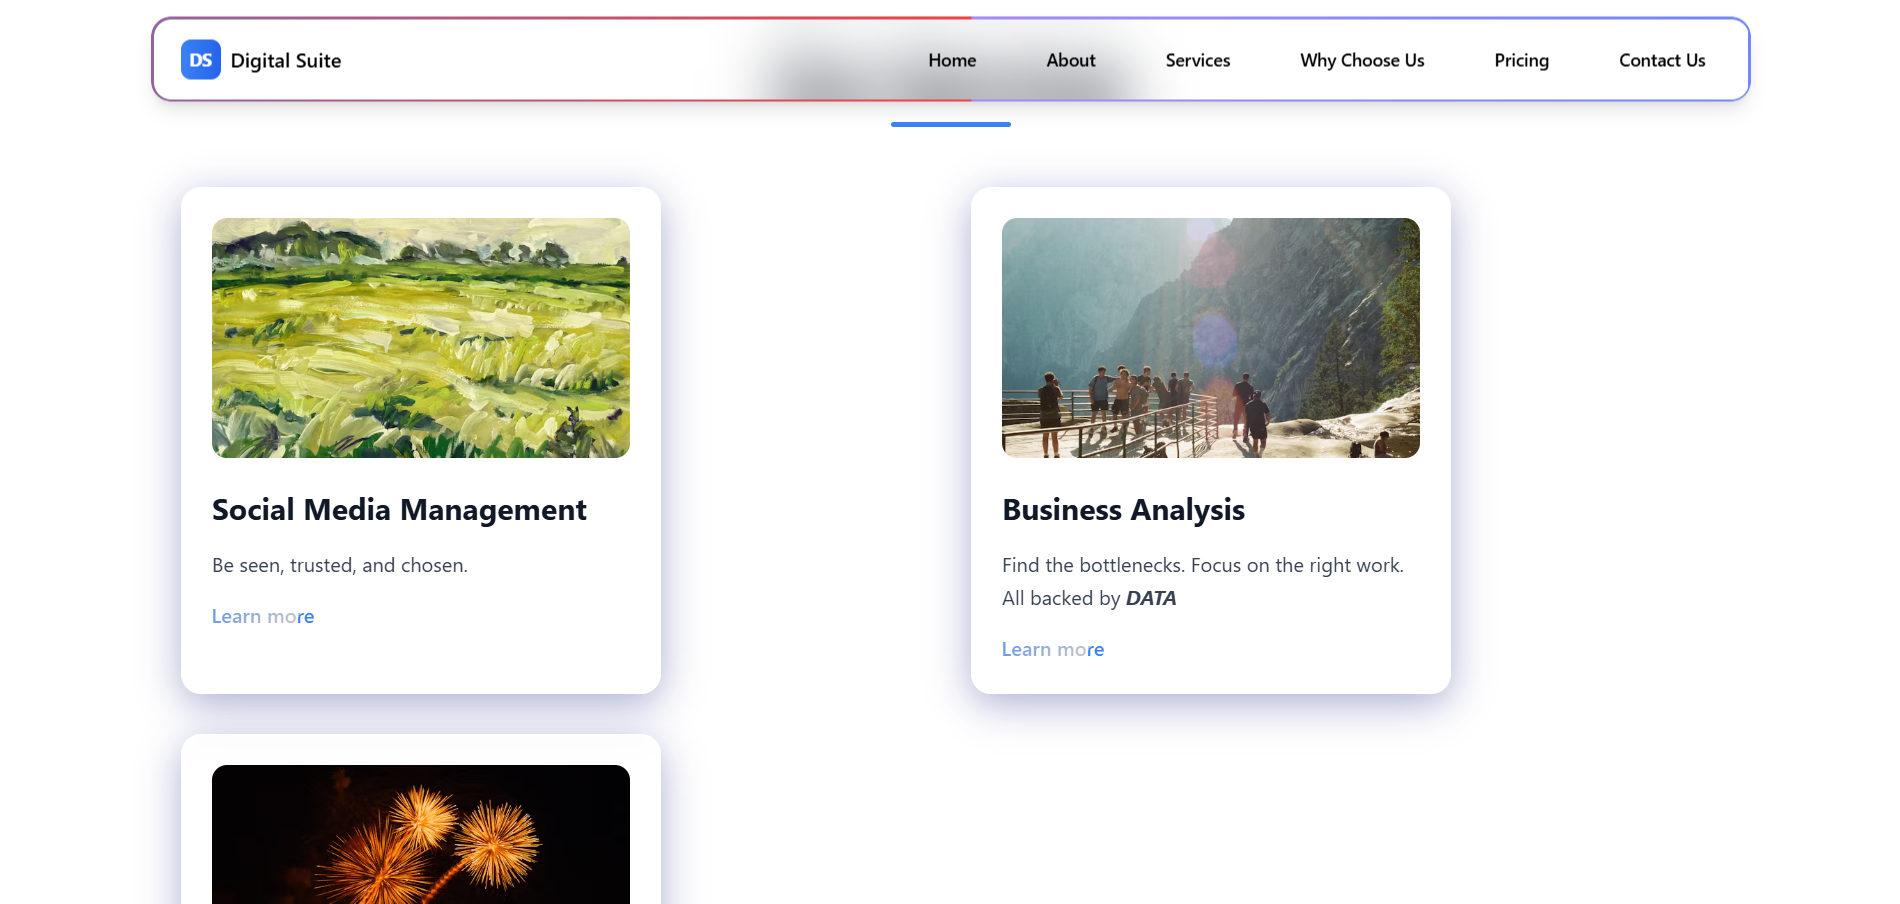 DS Digital Suite Home About Services Why Choose Us Pricing Contact Us
Social Media Management
Be seen, trusted, and chosen.
Learn more
Business Analysis
Find the bottlenecks. Focus on the right work.
All backed by DATA
Learn more